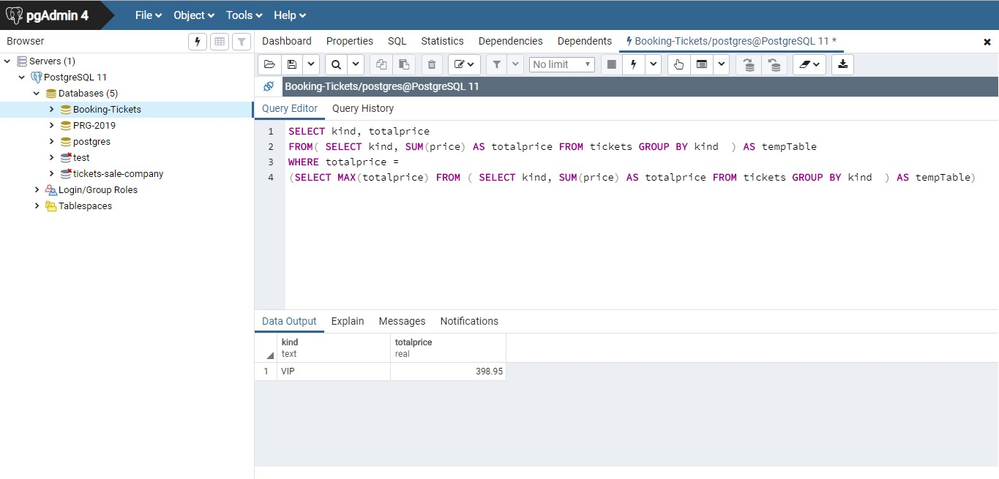 pgAdmin 4
File Object Tools Help
Browser
Dashboard Properties SQL Statistics Dependencies Dependents Booking-Tickets/postgres@PostgreSQL 11 *
Servers (1)
PostgreSQL 11
Databases (5)
Booking-Tickets
PRG-2019
postgres
test
tickets-sale-company
Login/Group Roles
Tablespaces
No limit
Booking-Tickets/postgres@PostgreSQL 11
Query Editor Query History
1 SELECT kind, totalprice
2 FROM( SELECT kind, SUM(price) AS totalprice FROM tickets GROUP BY kind  ) AS tempTable
3 WHERE totalprice =
4 (SELECT MAX(totalprice) FROM ( SELECT kind, SUM(price) AS totalprice FROM tickets GROUP BY kind  ) AS tempTable)
Data Output Explain Messages Notifications
kind totalprice
text real
1 VIP 398.95